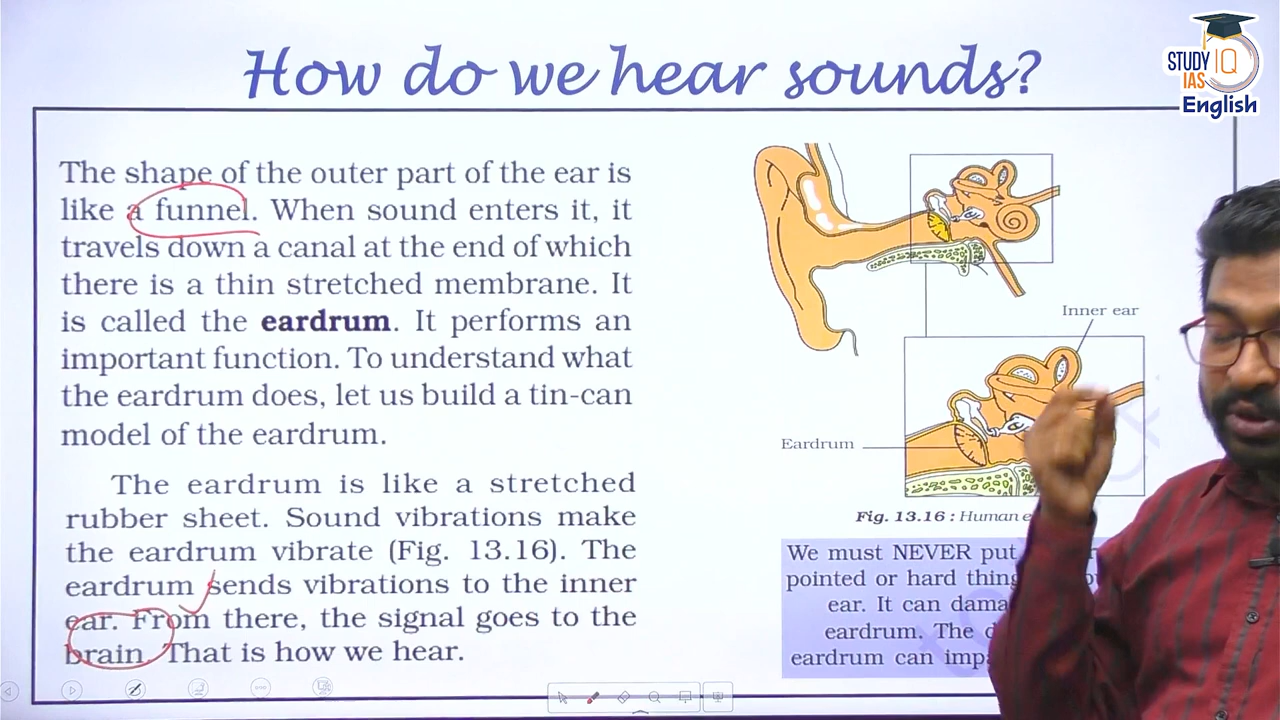 How do we hear sounds?
STUDY IQ
IAS
English
The shape of the outer part of the ear is
like a funnel. When sound enters it, it
travels down a canal at the end of which
there is a thin stretched membrane. It
is called the eardrum. It performs an
important function. To understand what
the eardrum does, let us build a tin-can
model of the eardrum.
The eardrum is like a stretched
rubber sheet. Sound vibrations make
the eardrum vibrate (Fig. 13.16). The
eardrum sends vibrations to the inner
ear. From there, the signal goes to the
brain. That is how we hear.
Inner ear
Eardrum
Fig. 13.16 : Human
We must NEVER put
pointed or hard
ear. It can
eardrum. The
eardrum can